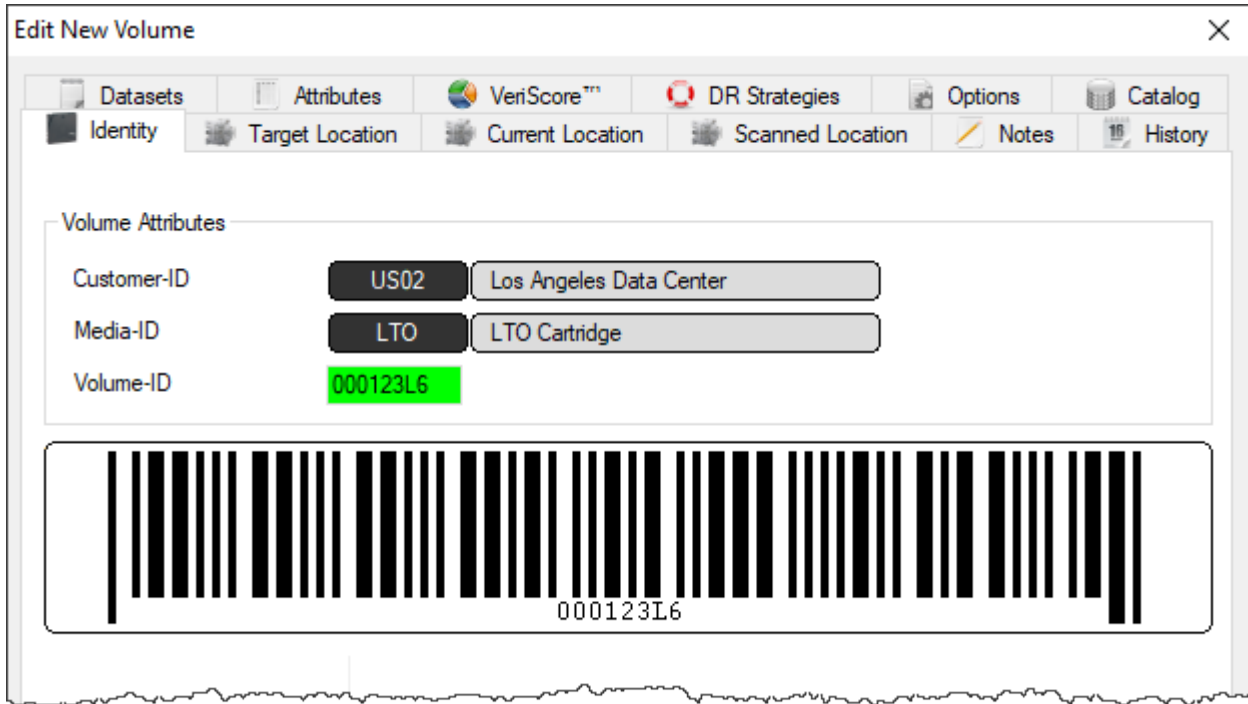 Edit New Volume
Datasets Attributes VeriScore™ DR Strategies Options Catalog
Identity Target Location Current Location Scanned Location Notes 16 History
Volume Attributes
Customer-ID US02 Los Angeles Data Center
Media-ID LTO LTO Cartridge
Volume-ID 000123L6
000123L6